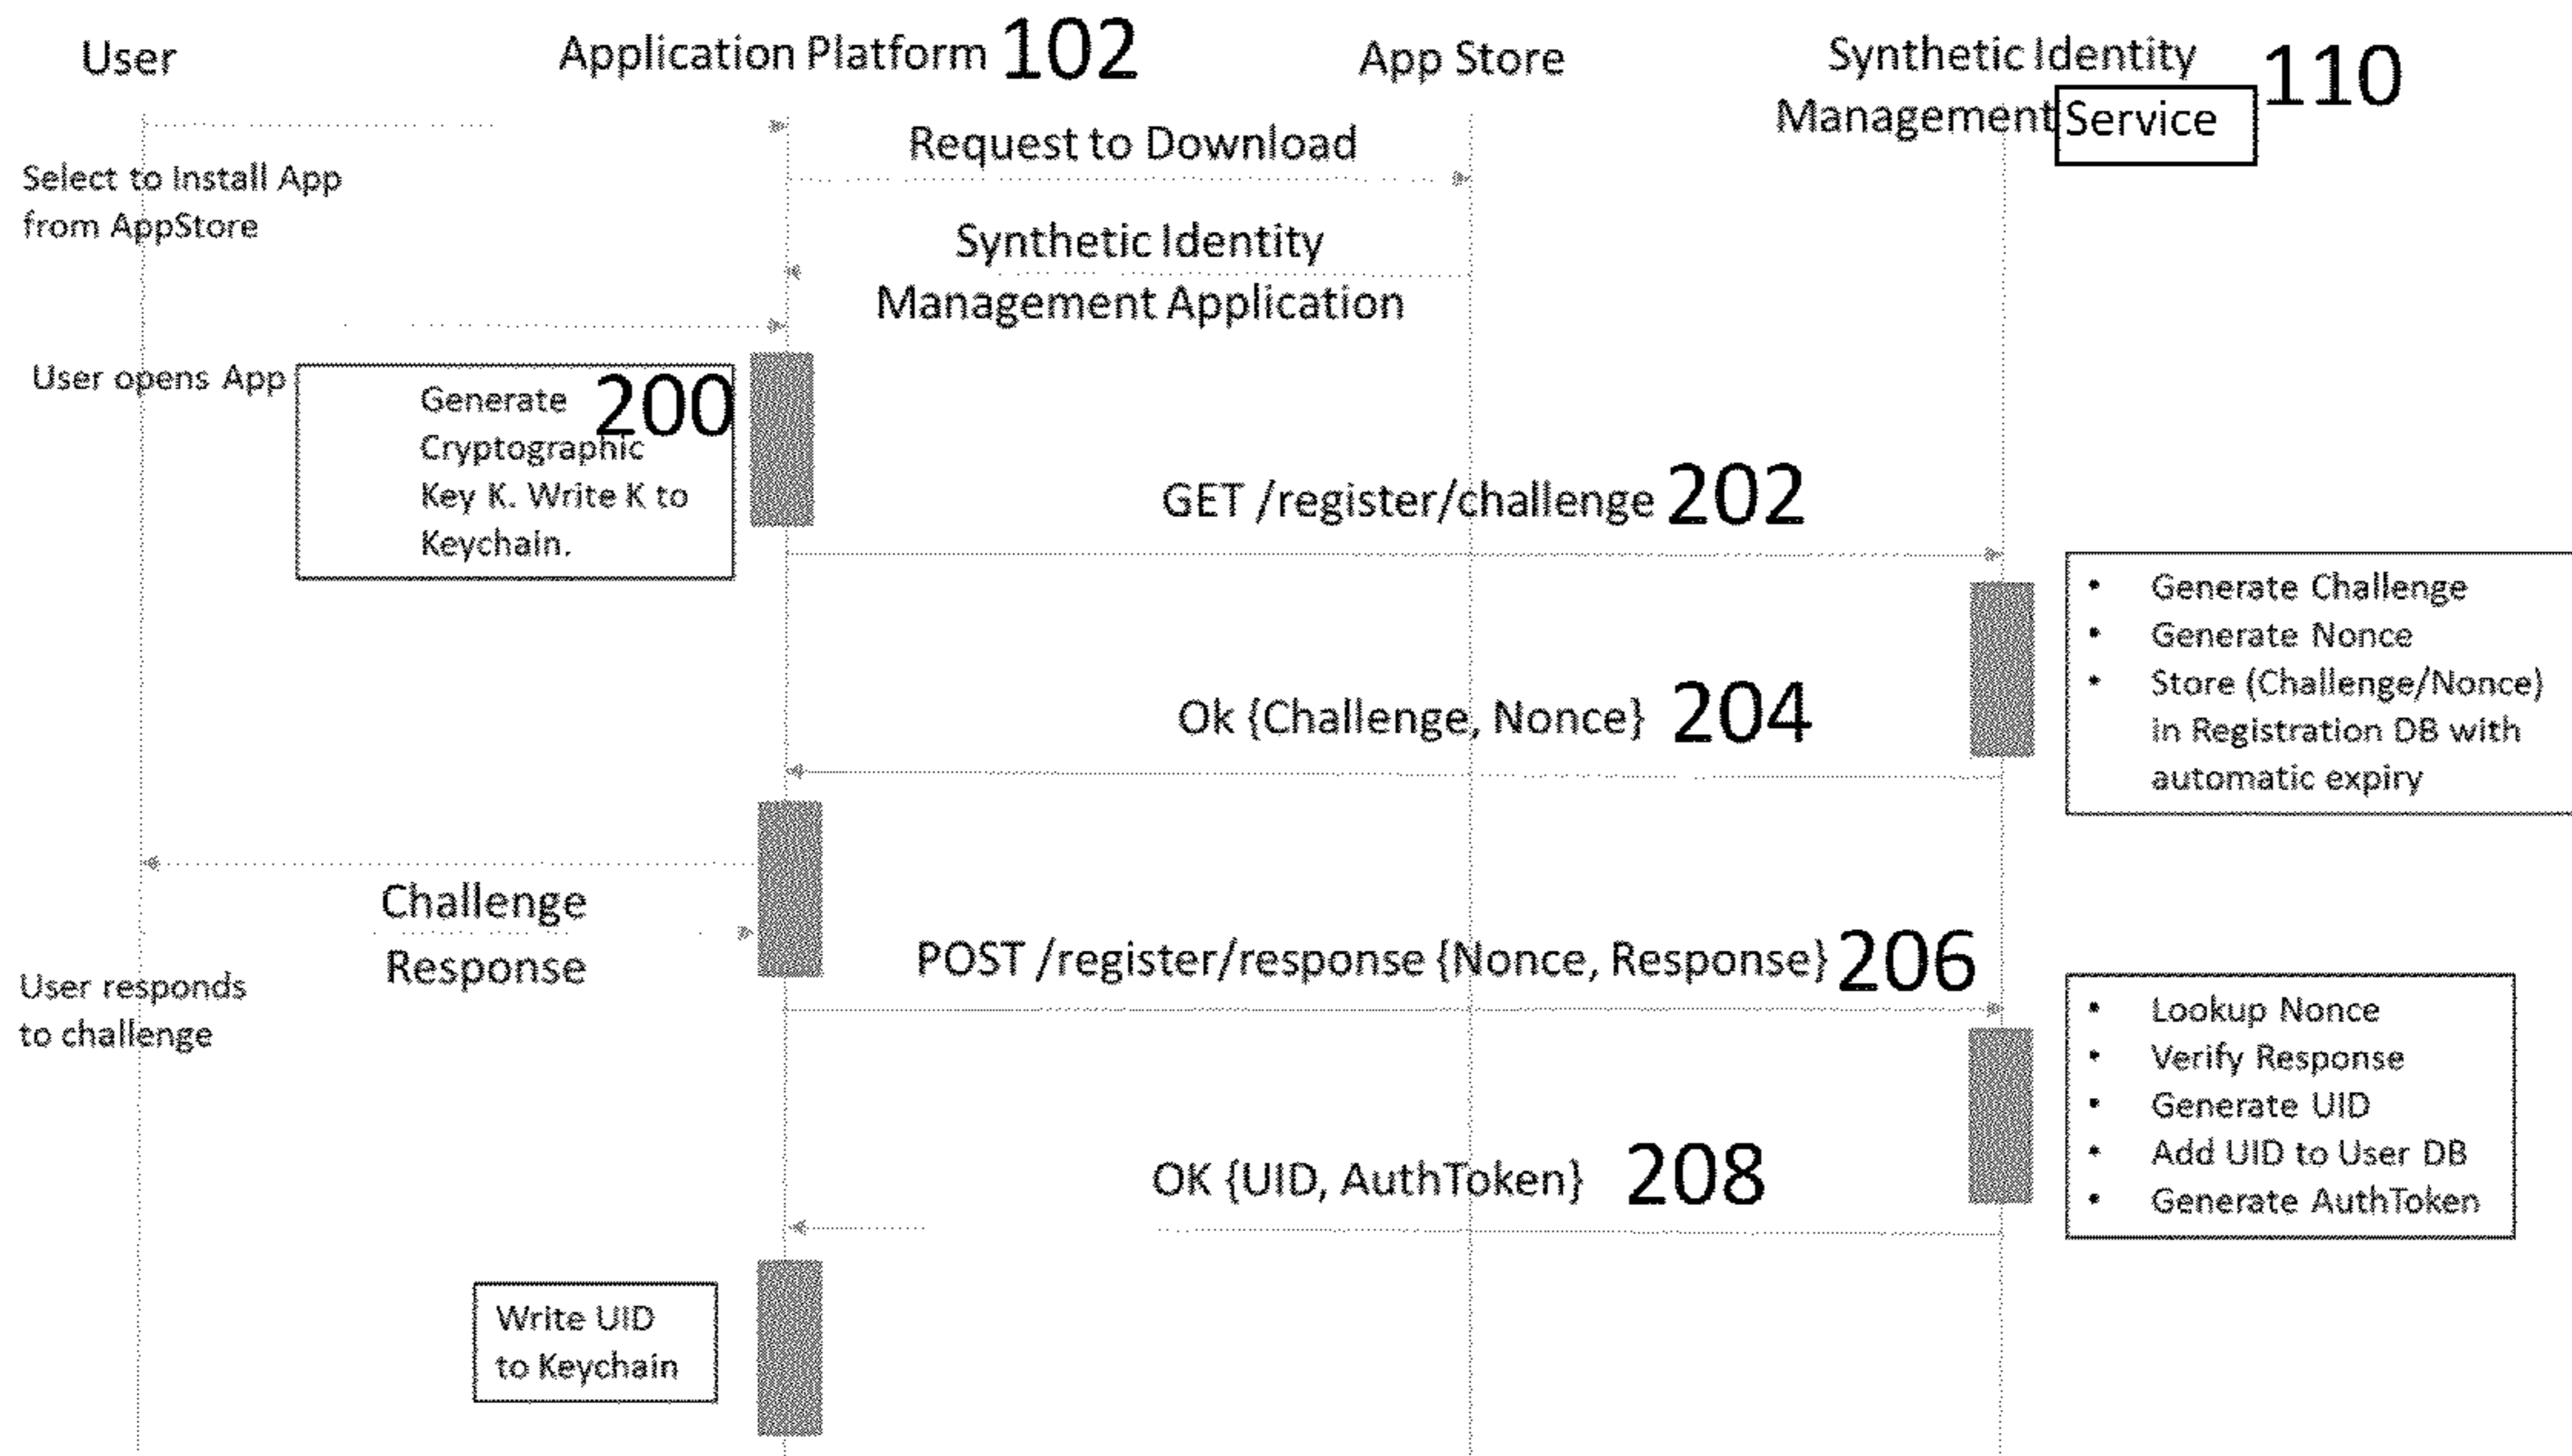 User
Application Platform 102
App Store
Synthetic Identity
Management Service
110
Select to Install App
from AppStore
Request to Download
Synthetic Identity
Management Application
User opens App
Generate
200
Cryptographic
Key K. Write K to
Keychain.
GET /register/challenge 202
• Generate Challenge
• Generate Nonce
• Store (Challenge/Nonce)
in Registration DB with
automatic expiry
Ok {Challenge, Nonce} 204
Challenge
Response
User responds
to challenge
POST /register/response {Nonce, Response} 206
• Lookup Nonce
• Verify Response
• Generate UID
• Add UID to User DB
• Generate AuthToken
OK {UID, AuthToken} 208
Write UID
to Keychain